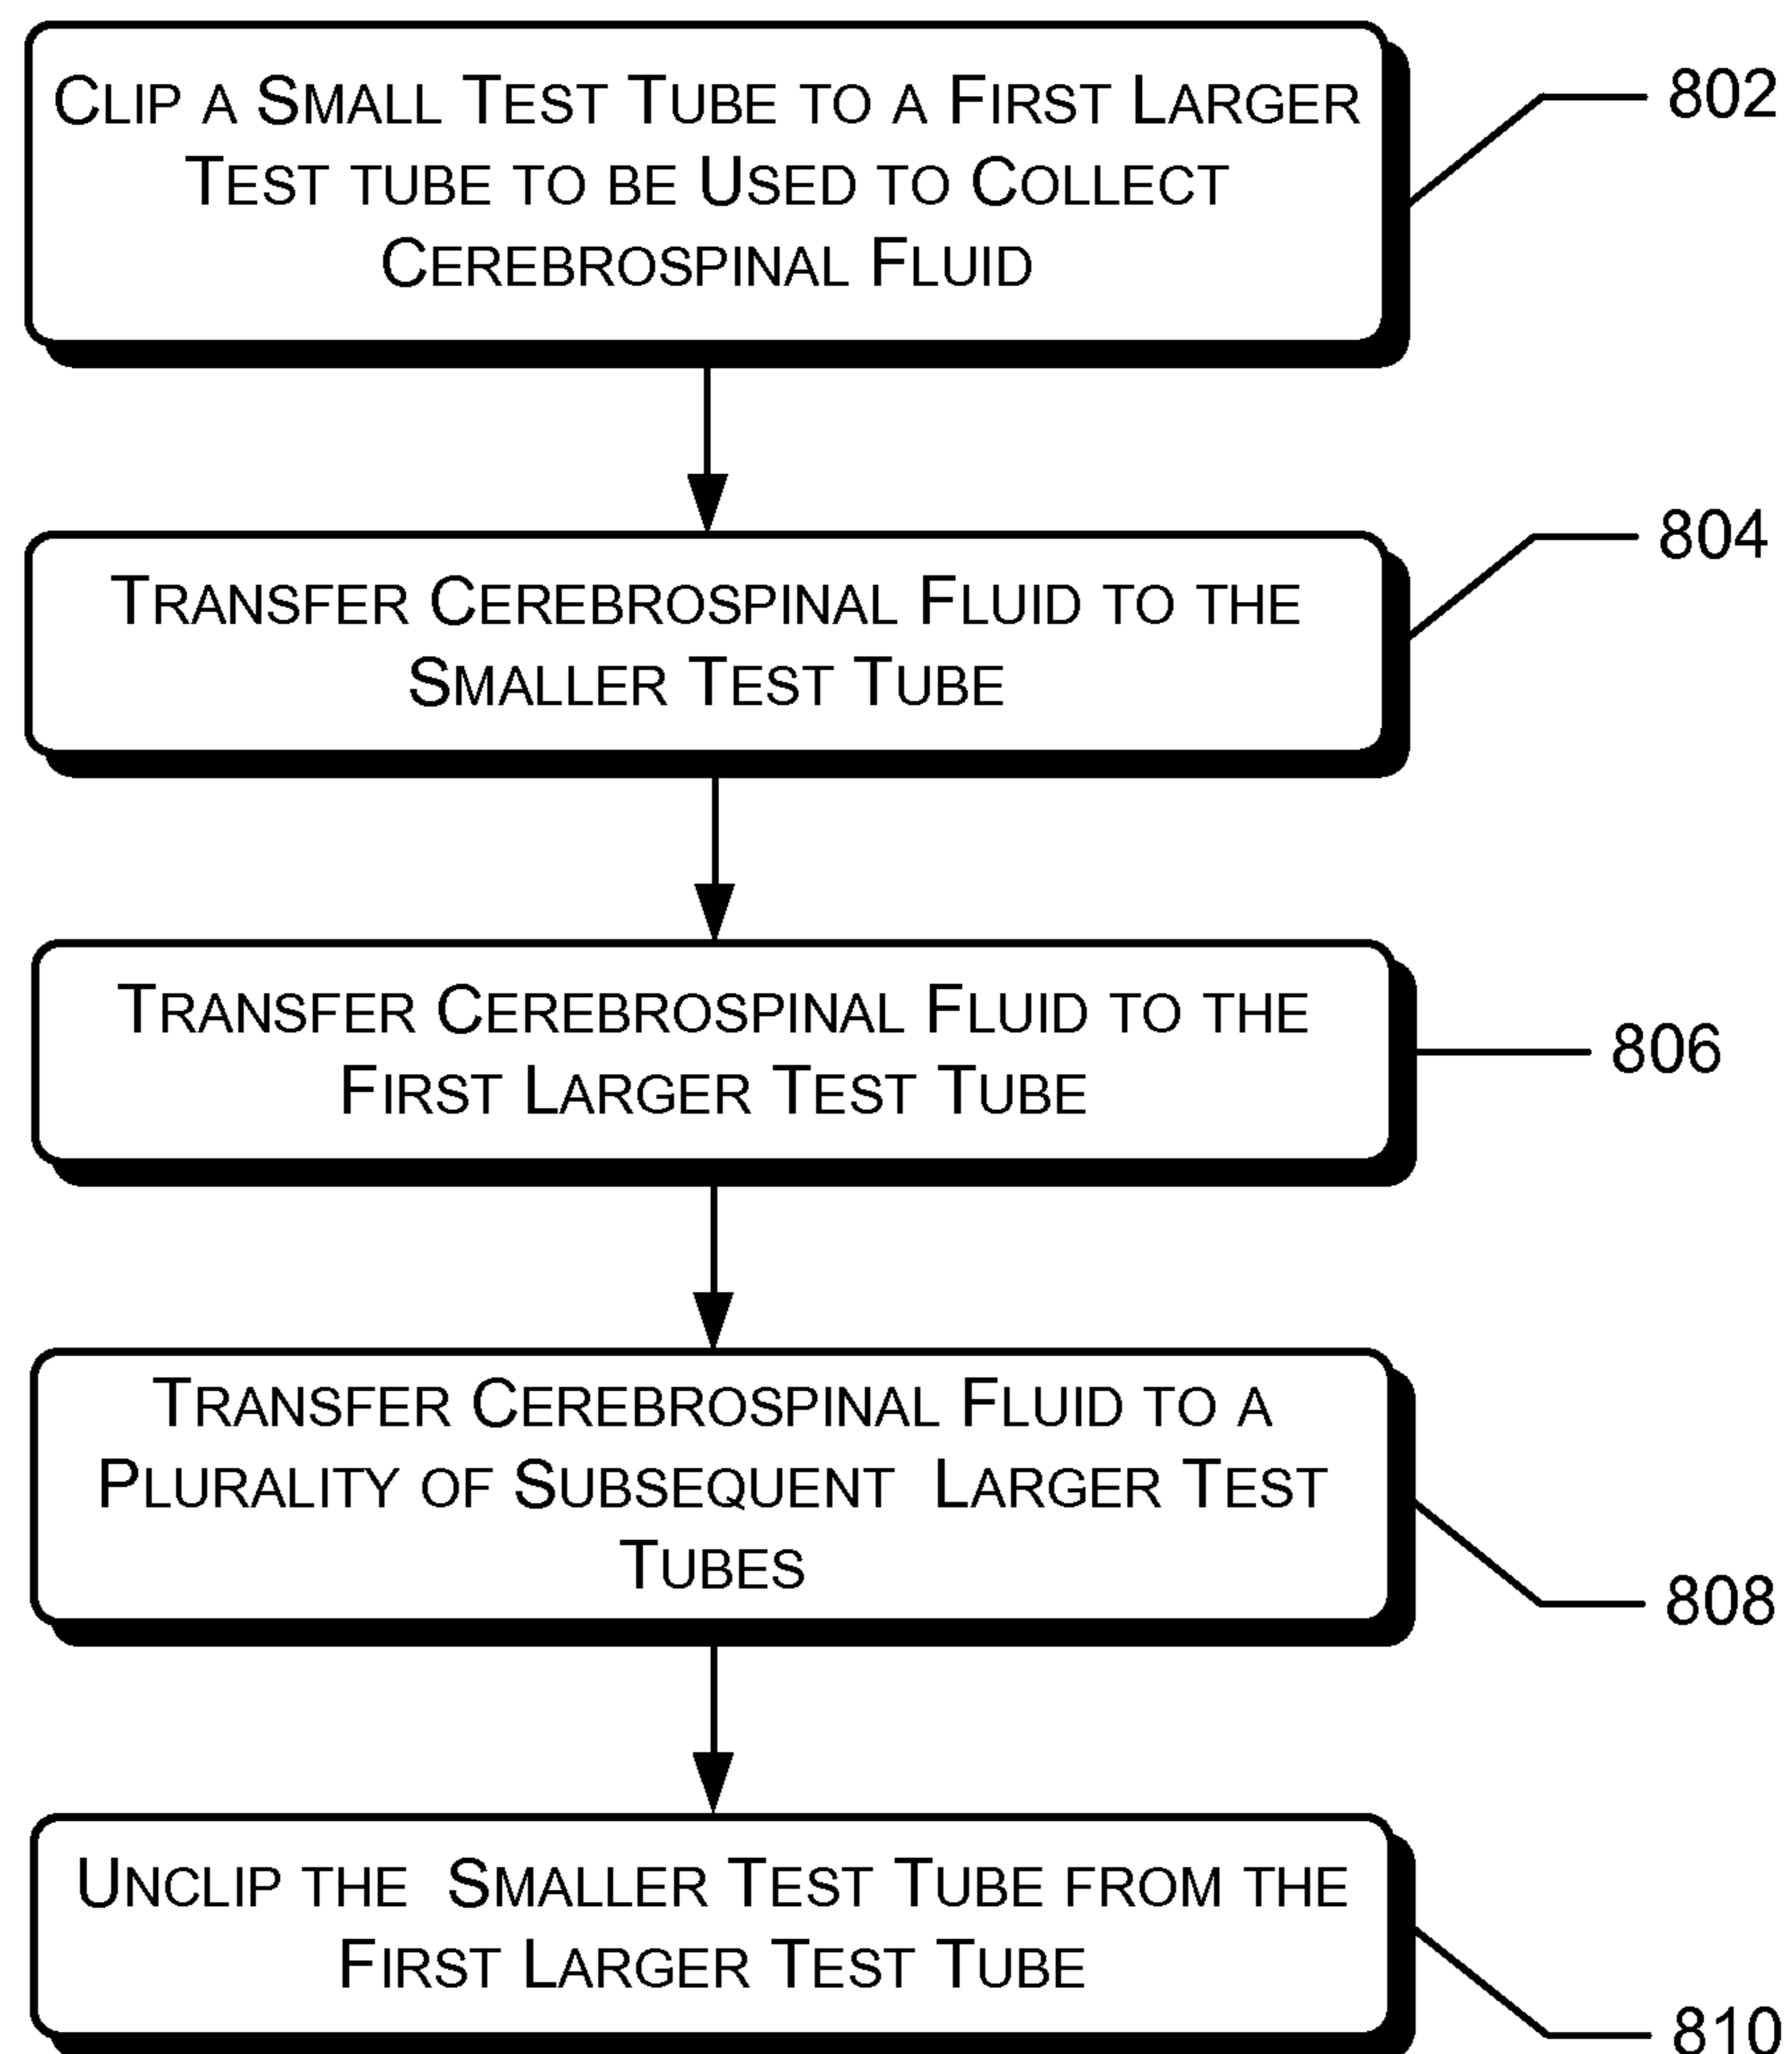 CLIP A SMALL TEST TUBE TO A FIRST LARGER
802
TEST TUBE TO BE USED TO COLLECT
CEREBROSPINAL FLUID
804
TRANSFER CEREBROSPINAL FLUID TO THE
SMALLER TEST TUBE
TRANSFER CEREBROSPINAL FLUID TO THE
806
FIRST LARGER TEST TUBE
TRANSFER CEREBROSPINAL FLUID TO A
PLURALITY OF SUBSEQUENT LARGER TEST
TUBES
808
UNCLIP THE SMALLER TEST TUBE FROM THE
FIRST LARGER TEST TUBE
810